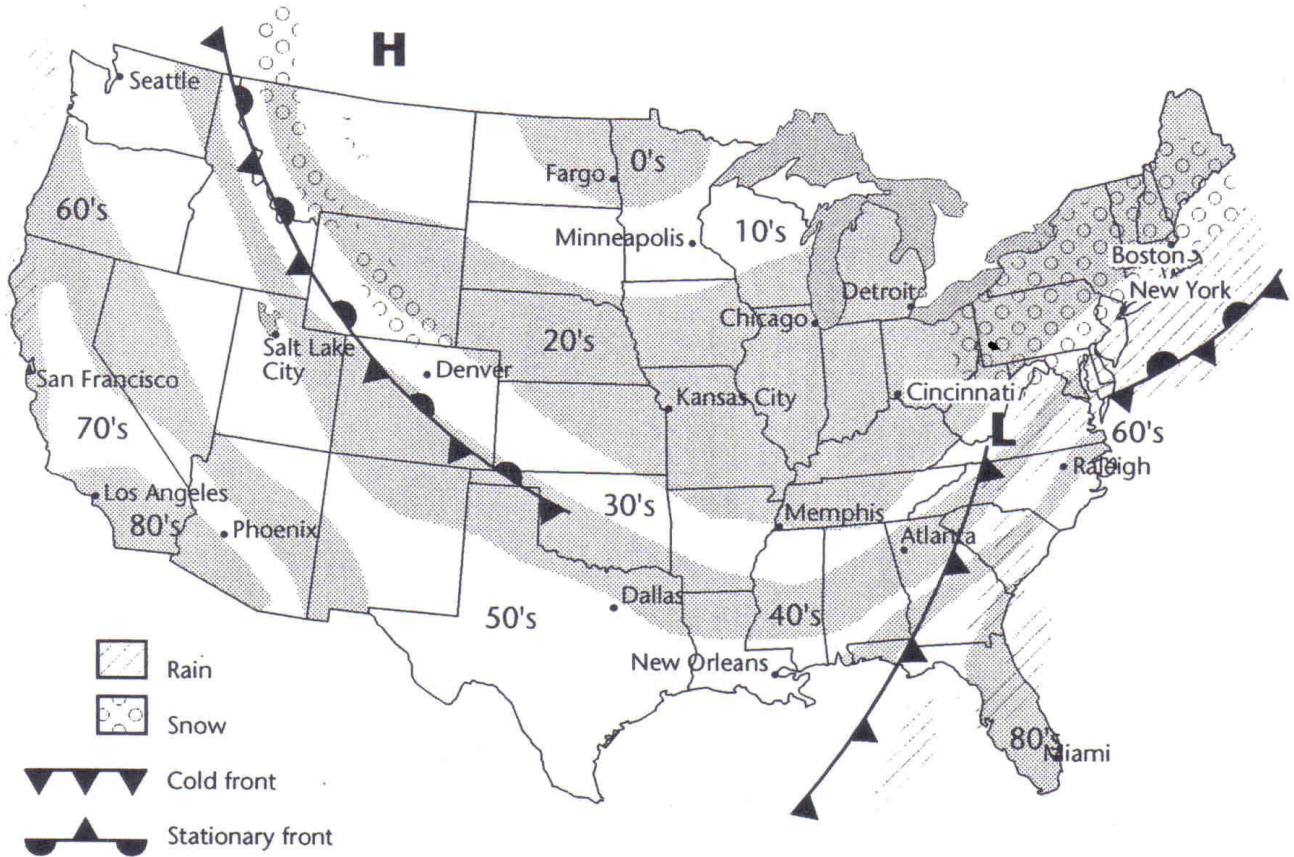 H
Seattle
Fargo
0's
60's
Minneapolis
10's
Boston
New York
Detroit
Chicago
20's
Salt Lake
City
Denver
San Francisco
Kansas City
Cincinnati
70's
L
60's
Raleigh
Los Angeles
80's
Phoenix
30's
Memphis
Atlanta
Dallas
50's
40's
New Orleans
80's
Miami
Rain
Snow
Cold front
Stationary front